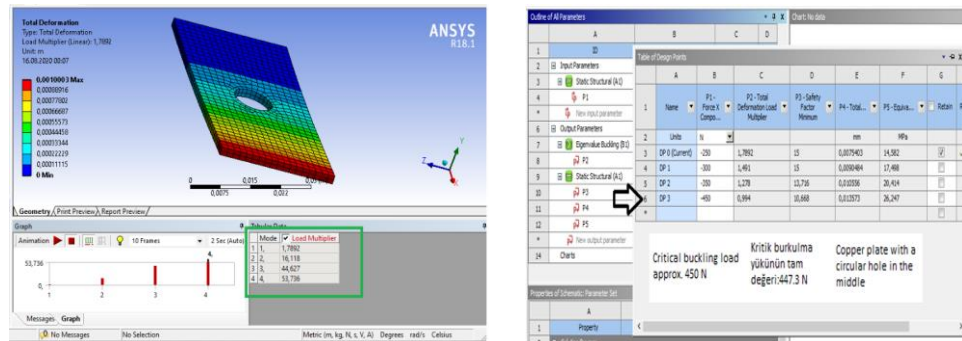 Total Deformation
Type: Total Deformation
Load Multiplier (Linear): 1,7892
Unit: m
16.08.2020 00:07
0,0010003 Max
0,00088916
0,00077802
0,00066687
0,00055573
0,00044458
0,00033344
0,00022229
0,00011115
0 Min
ANSYS
R18.1
0
0,015
0,0075
0,022
Z
Y
Geometry / Print Preview / Report Preview /
Graph
Tabular Data
Animation
10 Frames
2 Sec (Auto)
Mode Load Multiplier
1 1, 1,7892
2 2, 16,118
3 3, 44,627
4 4, 53,736
53,736
0,
4,
1 2 3 4
Messages Graph
No Messages
No Selection
Metric (m, kg, N, s, V, A) Degrees rad/s Celsius
Outline of All Parameters
Chart: No data
A B C D
1 ID
2 Input Parameters
3 Static Structural (A1)
4 P1
* New input parameter
6 Output Parameters
7 Eigenvalue Buckling (B1)
8 P2
9 Static Structural (A1)
10 P3
11 P4
12 P5
* New output parameter
14 Charts
Table of Design Points
A B C D E F G
1 Name P1 - Force X Compo... P2 - Total Deformation Load Multiplier P3 - Safety Factor Minimum P4 - Total... P5 - Equiva... Retain
2 Units N mm MPa
3 DP 0 (Current) -250 1,7892 15 0,0075403 14,582
4 DP 1 -300 1,491 15 0,0090484 17,498
5 DP 2 -350 1,278 13,716 0,010556 20,414
6 DP 3 -450 0,994 10,668 0,013573 26,247
*
Critical buckling load
approx. 450 N
Kritik burkulma
yükünün tam
değeri:447.3 N
Copper plate with a
circular hole in the
middle
Properties of Schematic: Parameter Set
A
1 Property